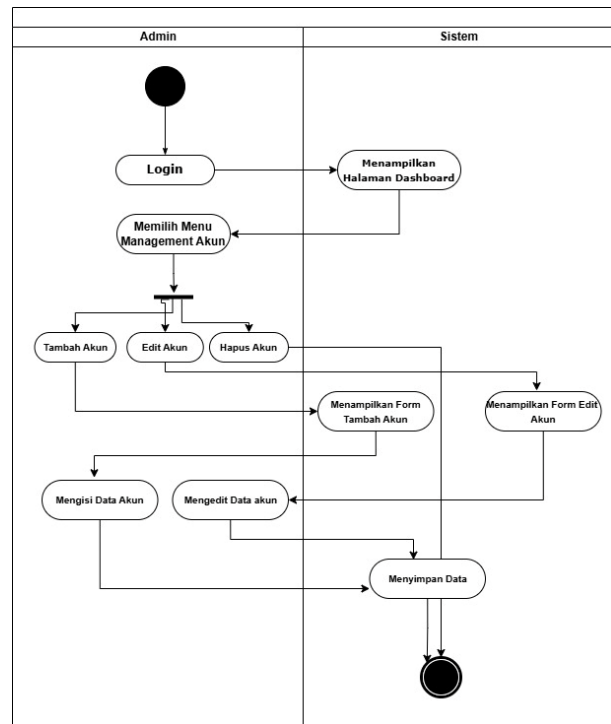 Admin
Sistem
Login
Menampilkan
Halaman Dashboard
Memilih Menu
Management Akun
Tambah Akun
Edit Akun
Hapus Akun
Menampilkan Form
Tambah Akun
Menampilkan Form Edit
Akun
Mengisi Data Akun
Mengedit Data akun
Menyimpan Data